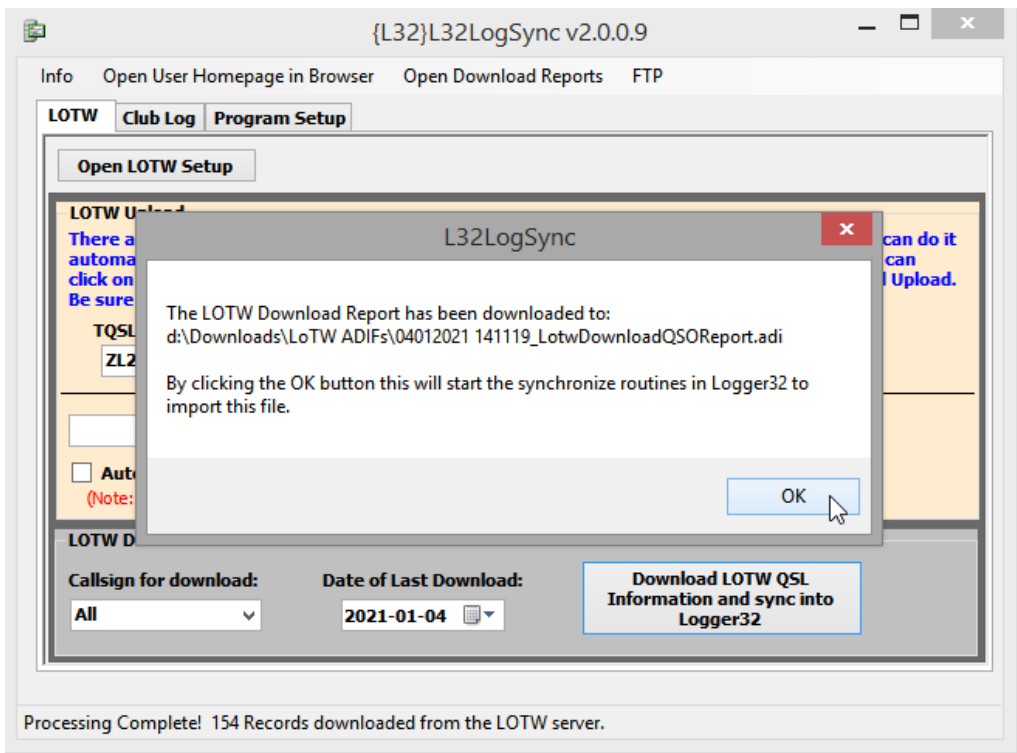 {L32}L32LogSync v2.0.0.9
Info Open User Homepage in Browser Open Download Reports FTP
LOTW Club Log Program Setup
Open LOTW Setup
LOTW
There a
can do it
automa
can
click on
Upload.
Be sure
TQSL
ZL2
L32LogSync
The LOTW Download Report has been downloaded to:
d:\Downloads\LoTW ADIFs\04012021 141119_LotwDownloadQSOReport.adi
By clicking the OK button this will start the synchronize routines in Logger32 to
import this file.
OK
Auto
(Note:
LOTW D
Callsign for download: Date of Last Download:
All 2021-01-04
Download LOTW QSL
Information and sync into
Logger32
Processing Complete! 154 Records downloaded from the LOTW server.